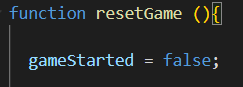 function resetGame (){
gameStarted = false;